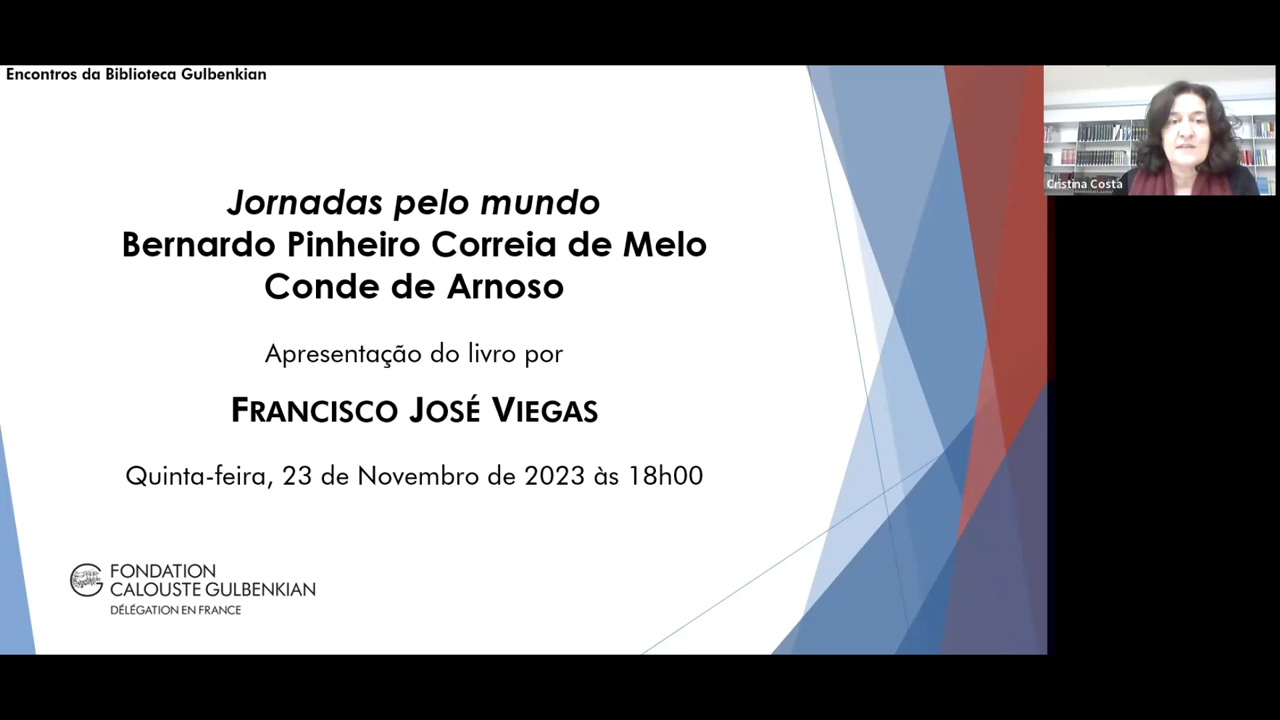 Encontros da Biblioteca Gulbenkian
Jornadas pelo mundo
Bernardo Pinheiro Correia de Melo
Conde de Arnoso
Apresentação do livro por
FRANCISCO JOSÉ VIEGAS
Quinta-feira, 23 de Novembro de 2023 às 18h00
FONDATION
CALOUSTE GULBENKIAN
DÉLÉGATION EN FRANCE
Cristina Costa